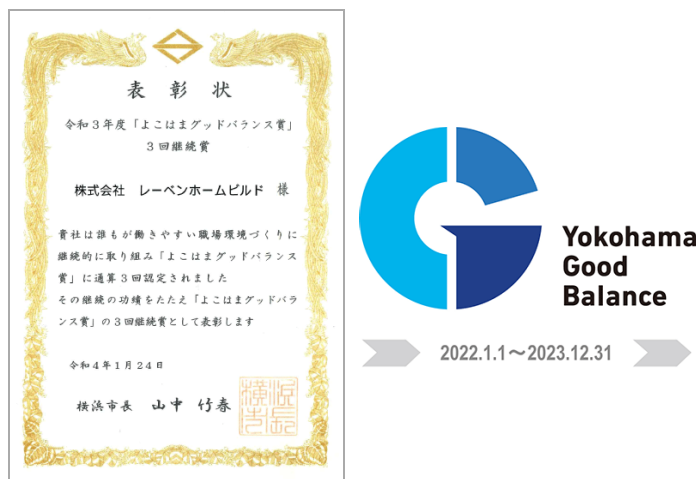 表彰状
令和3年度「よこはまグッドバランス賞」
3回継続賞
株式会社 レーベンホームビルド 様
貴社は誰もが働きやすい職場環境づくりに
継続的に取り組み「よこはまグッドバランス
賞」に通算3回認定されました
その継続の功績をたたえ「よこはまグッドバラ
ンス賞」の3回継続賞として表彰します
令和4年1月24日
横浜市長 山中 竹春
Yokohama
Good
Balance
2022.1.1～2023.12.31